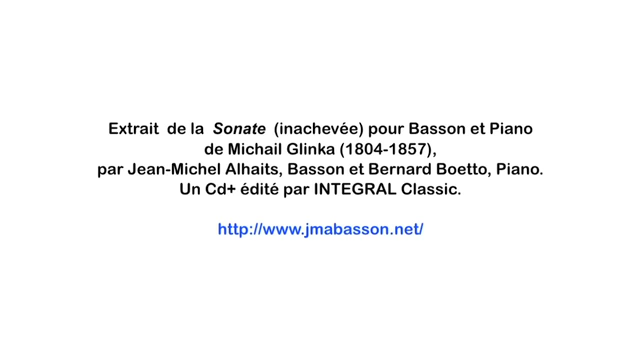 Extrait de la Sonate (inachevée) pour Basson et Piano
de Michail Glinka (1804-1857),
par Jean-Michel Alhaits, Basson et Bernard Boetto, Piano.
Un Cd+ édité par INTEGRAL Classic.
http://www.jmabasson.net/